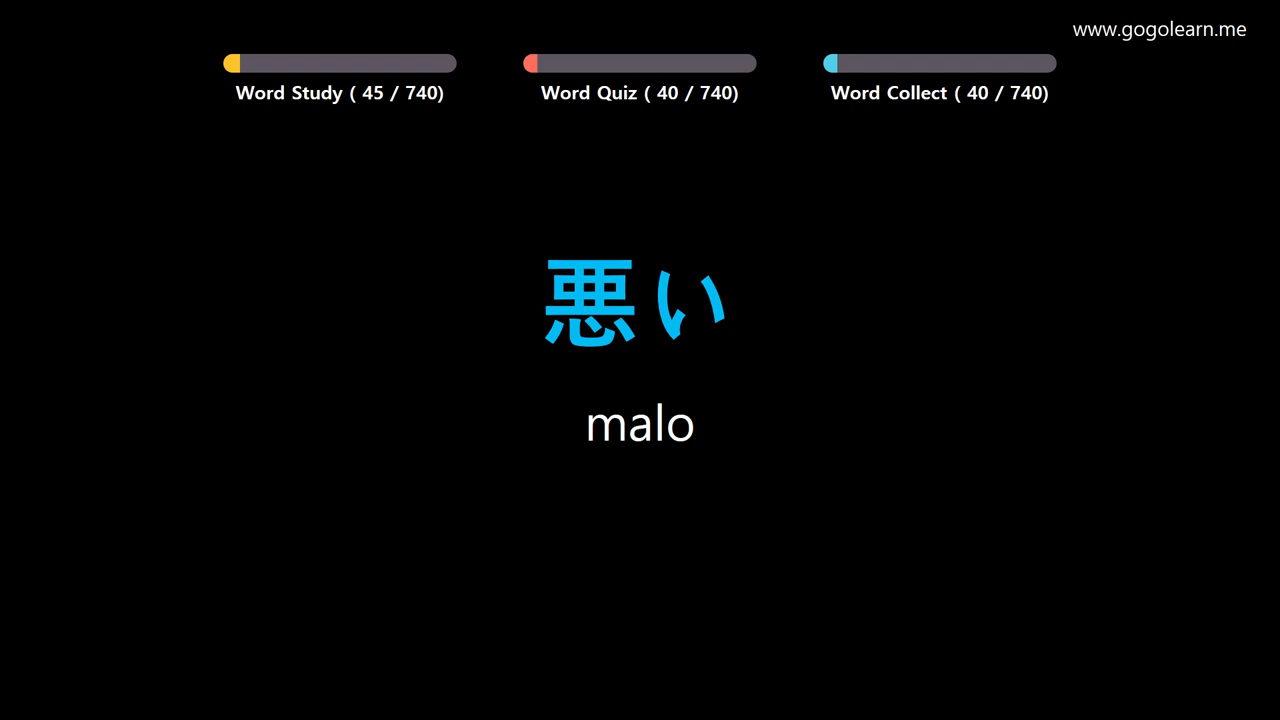 www.gogolearn.me
Word Study ( 45 / 740)
Word Quiz ( 40 / 740)
Word Collect ( 40 / 740)
悪い
malo